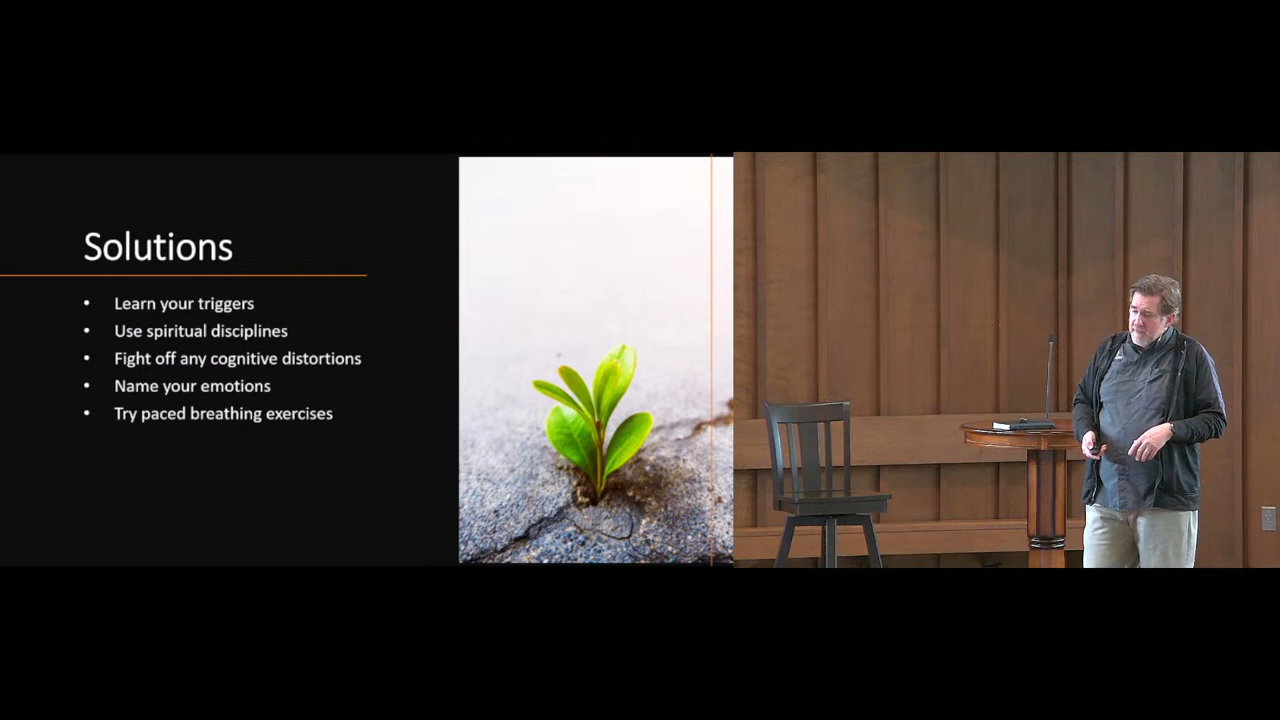 Solutions
• Learn your triggers
• Use spiritual disciplines
• Fight off any cognitive distortions
• Name your emotions
• Try paced breathing exercises